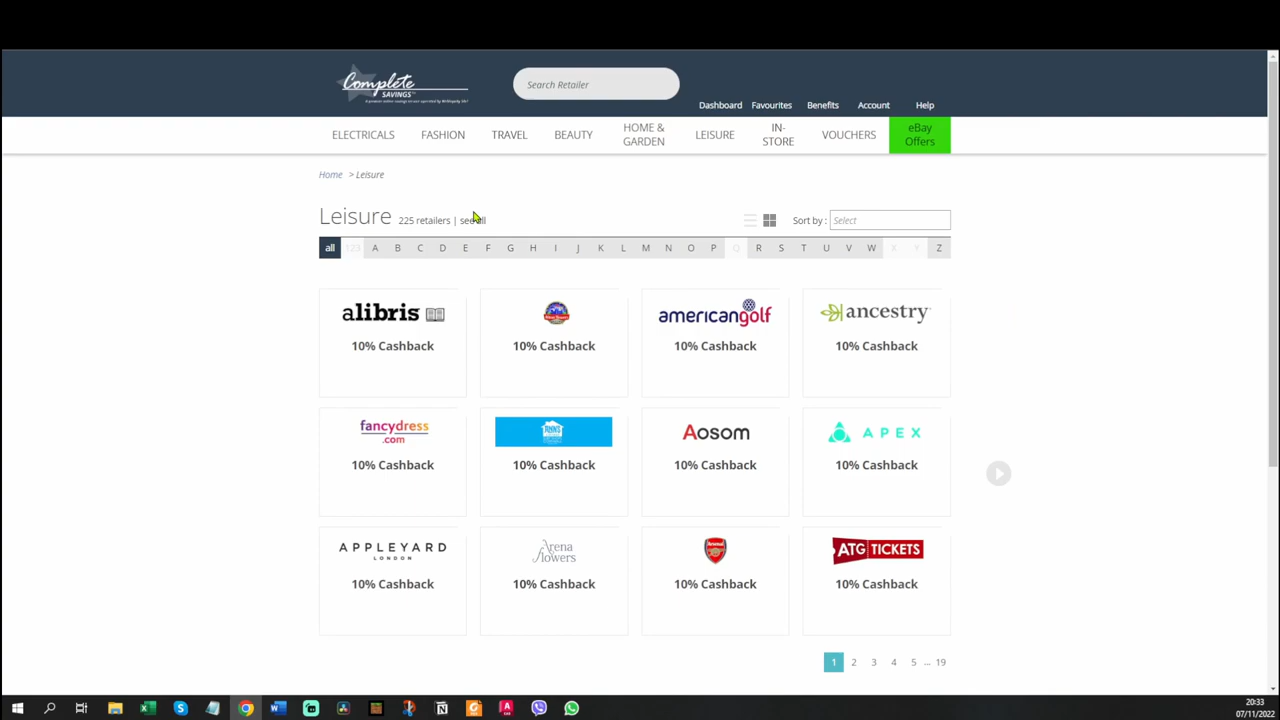 Complete
SAVINGS
Search Retailer
Dashboard Favourites Benefits Account Help
ELECTRICALS FASHION TRAVEL BEAUTY HOME & GARDEN LEISURE IN-STORE VOUCHERS eBay Offers
Home > Leisure
Leisure 225 retailers | see all
Sort by : Select
all 123 A B C D E F G H I J K L M N O P Q R S T U V W X Y Z
alibris americangolf ancestry
10% Cashback 10% Cashback 10% Cashback 10% Cashback
fancydress.com Aosom APEX
10% Cashback 10% Cashback 10% Cashback 10% Cashback
APPLEYARD LONDON Arena flowers Arsenal ATG TICKETS
10% Cashback 10% Cashback 10% Cashback 10% Cashback
1 2 3 4 5 ... 19
20:33
07/11/2022